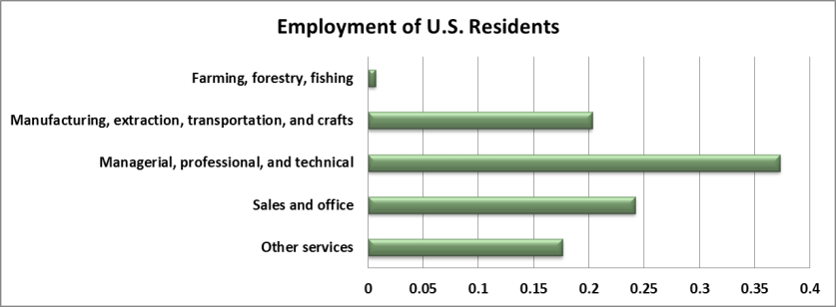 Employment of U.S. Residents
Farming, forestry, fishing
Manufacturing, extraction, transportation, and crafts
Managerial, professional, and technical
Sales and office
Other services
0 0.05 0.1 0.15 0.2 0.25 0.3 0.35 0.4